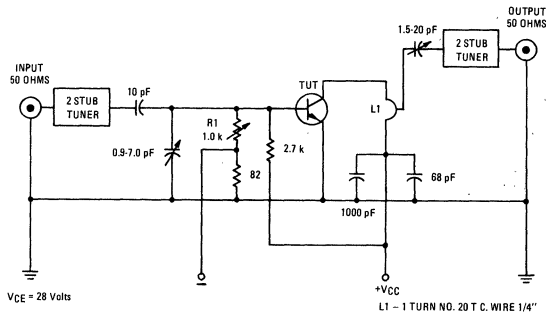 OUTPUT
50 OHMS
1.5-20 pF
2 STUB
TUNER
INPUT
50 OHMS
2 STUB
TUNER
10 pF
TUT
L1
R1
1.0 k
0.9-7.0 pF
2.7 k
82
68 pF
1000 pF
–
+VCC
VCE = 28 Volts
L1 – 1 TURN NO. 20 T C. WIRE 1/4"